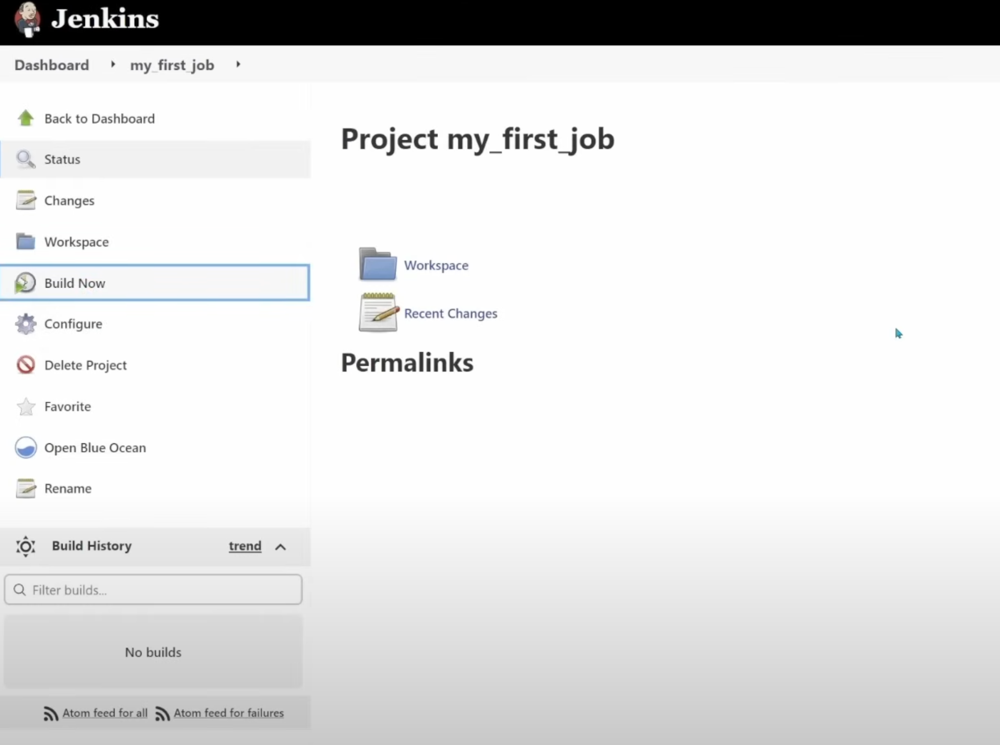 Jenkins
Dashboard
my_first_job
Back to Dashboard
Status
Changes
Workspace
Build Now
Configure
Delete Project
Favorite
Open Blue Ocean
Rename
Build History
trend
Filter builds...
No builds
Atom feed for all
Atom feed for failures
Project my_first_job
Workspace
Recent Changes
Permalinks